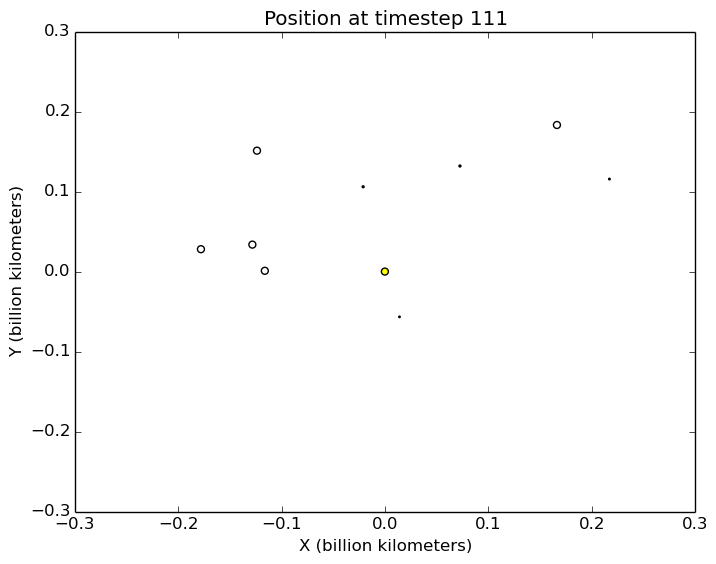 Position at timestep 111
0.3
0.2
0.1
0.0
−0.1
−0.2
−0.3
Y (billion kilometers)
−0.3 −0.2 −0.1 0.0 0.1 0.2 0.3
X (billion kilometers)